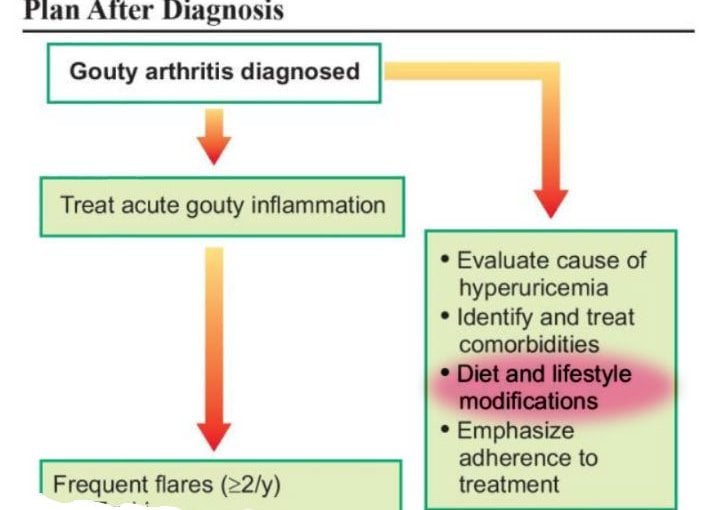 Plan After Diagnosis
Gouty arthritis diagnosed
Treat acute gouty inflammation
• Evaluate cause of
hyperuricemia
• Identify and treat
comorbidities
• Diet and lifestyle
modifications
• Emphasize
adherence to
treatment
Frequent flares (≥2/y)